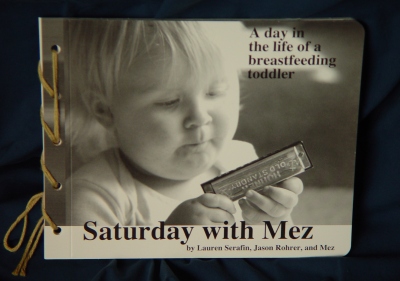 A day in
the life of a
breastfeeding
toddler
Saturday with Mez
by Lauren Serafin, Jason Rohrer, and Mez